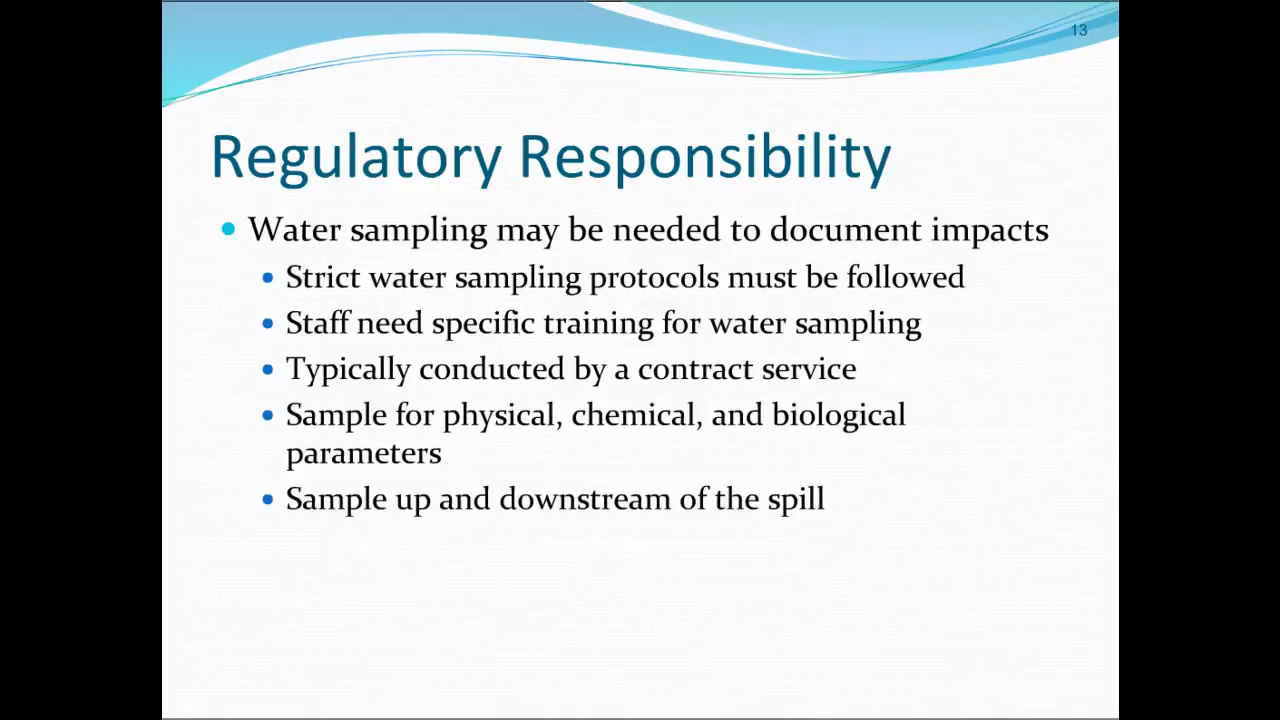 13
Regulatory Responsibility
Water sampling may be needed to document impacts
Strict water sampling protocols must be followed
Staff need specific training for water sampling
Typically conducted by a contract service
Sample for physical, chemical, and biological
parameters
Sample up and downstream of the spill